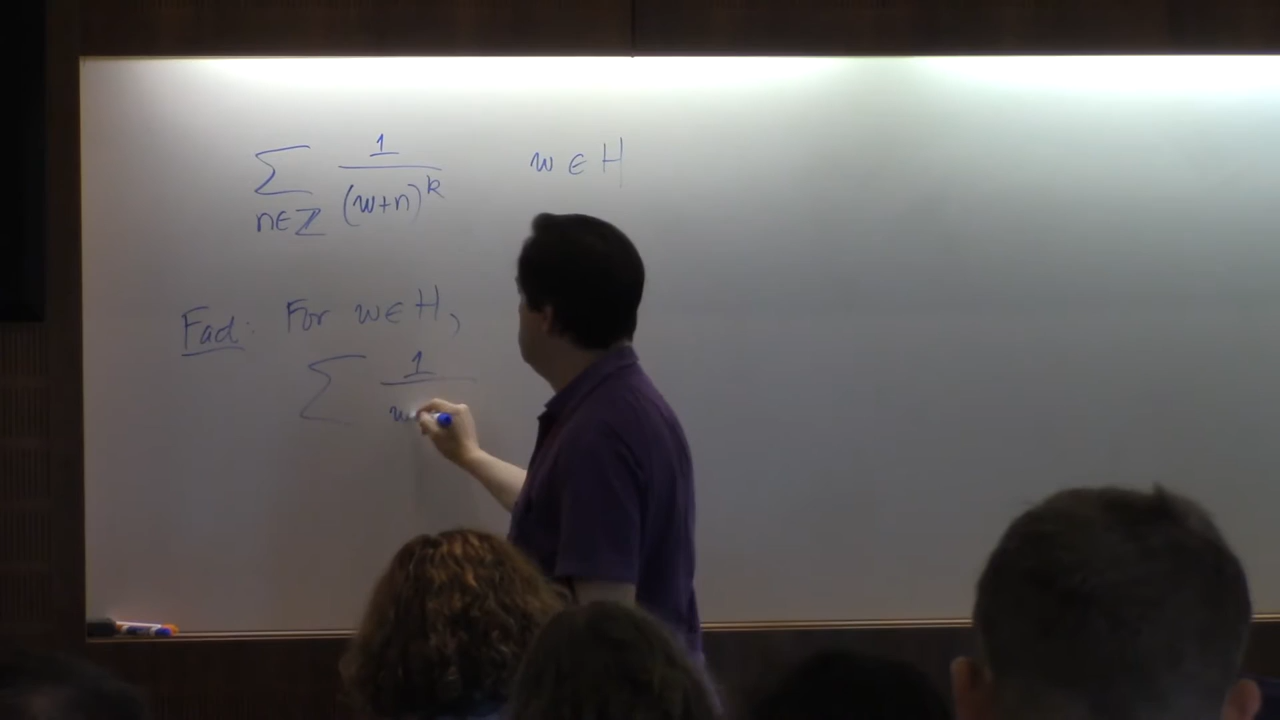 ∑ 1/(w+n)^k w ∈ H
n∈ℤ
Fact: For w∈H,
∑ 1/w